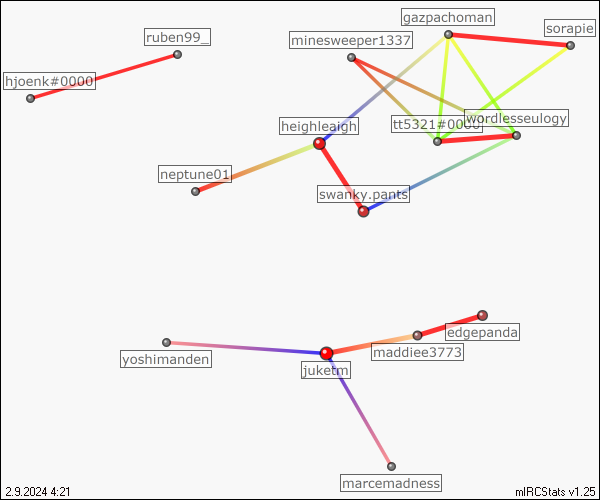 gazpachoman
sorapie
ruben99_
minesweeper1337
hjoenk#0000
wordlesseulogy
tt5321#0000
heighleaigh
neptune01
swanky.pants
edgepanda
maddiee3773
yoshimanden
juketm
marcemadness
2.9.2024 4:21
mIRCStats v1.25